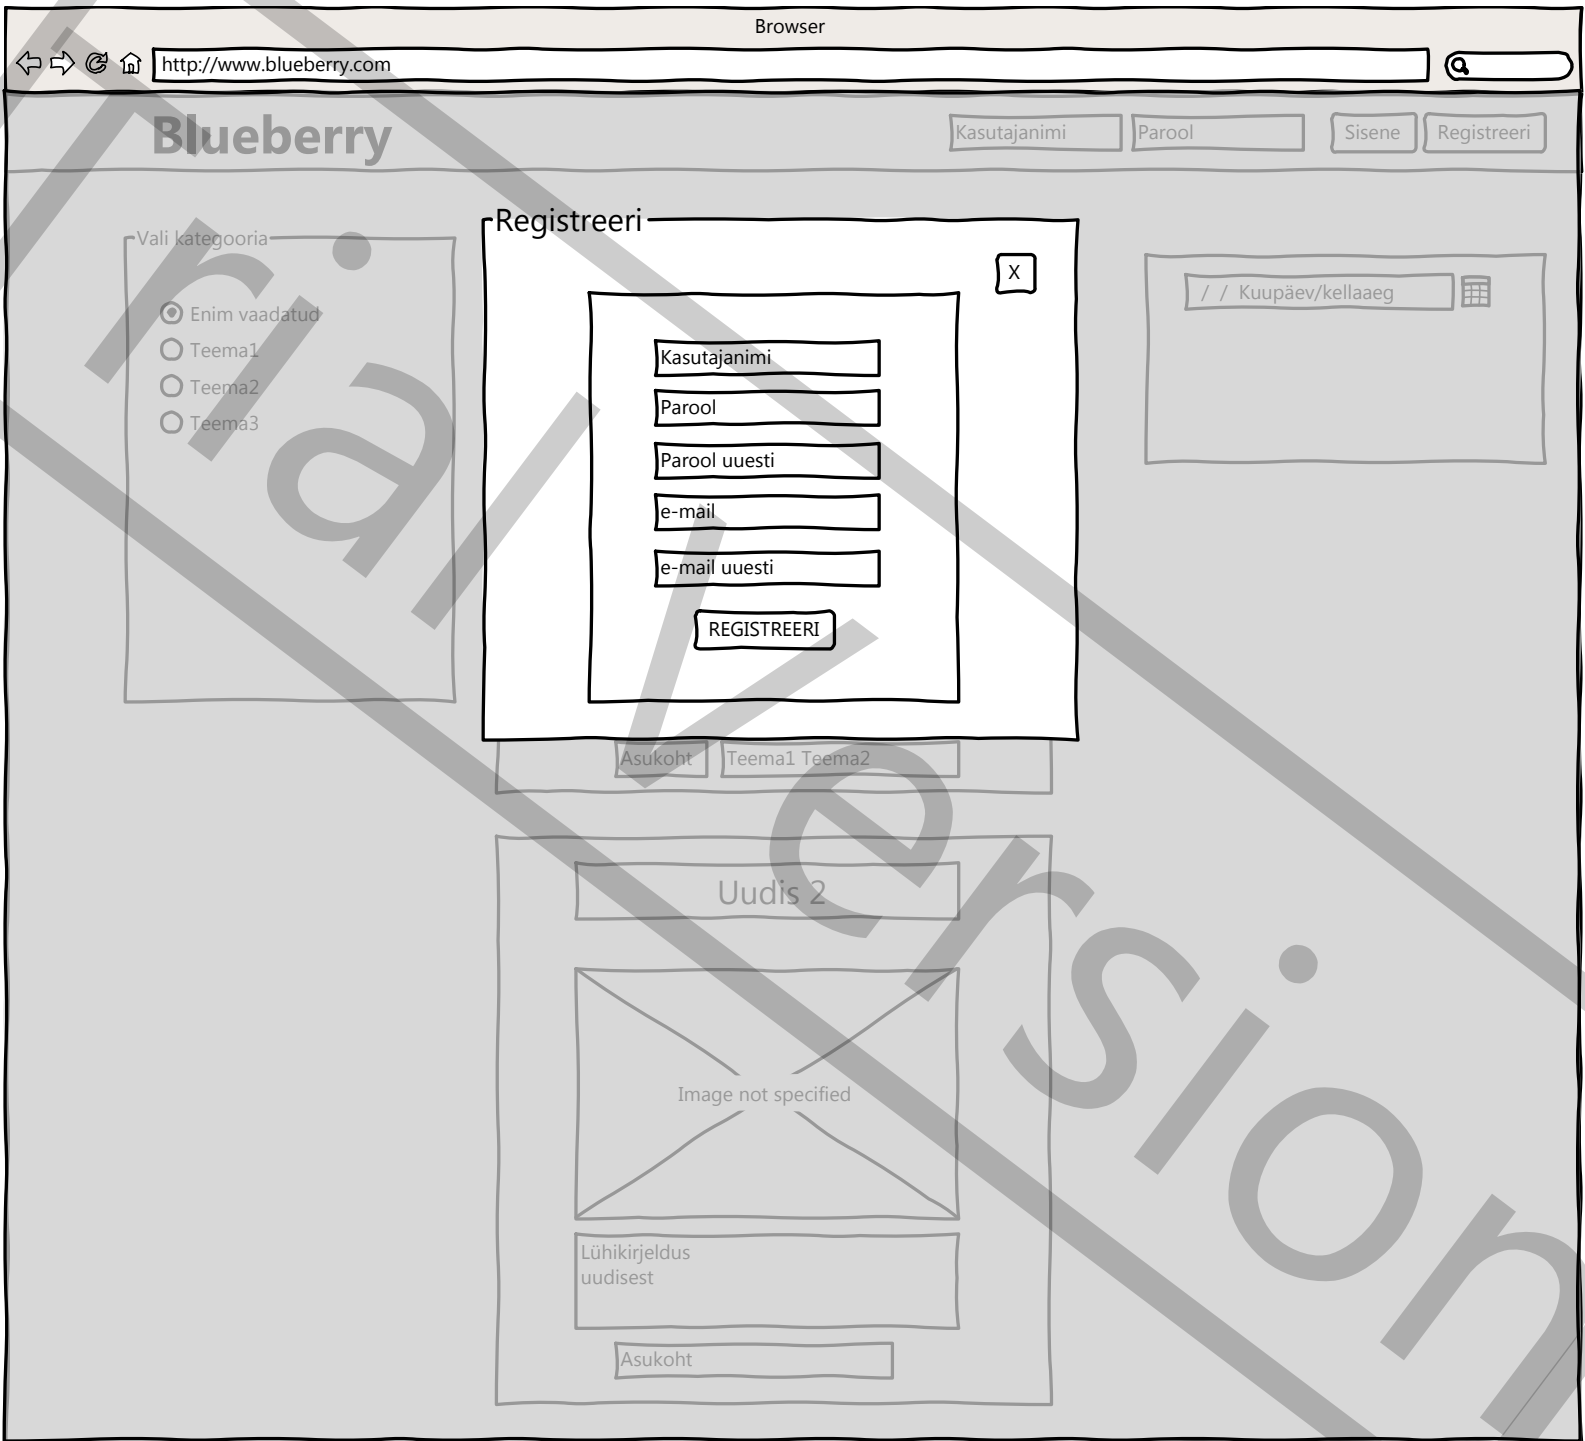 Browser
http://www.blueberry.com
Blueberry
Kasutajanimi
Parool
Sisene
Registreeri
Vali kategooria
Enim vaadatud
Teema1
Teema2
Teema3
Registreeri
X
Kasutajanimi
Parool
Parool uuesti
e-mail
e-mail uuesti
REGISTREERI
/ / Kuupäev/kellaaeg
Asukoht
Teema1 Teema2
Uudis 2
Image not specified
Lühikirjeldus
uudisest
Asukoht
Trial Version